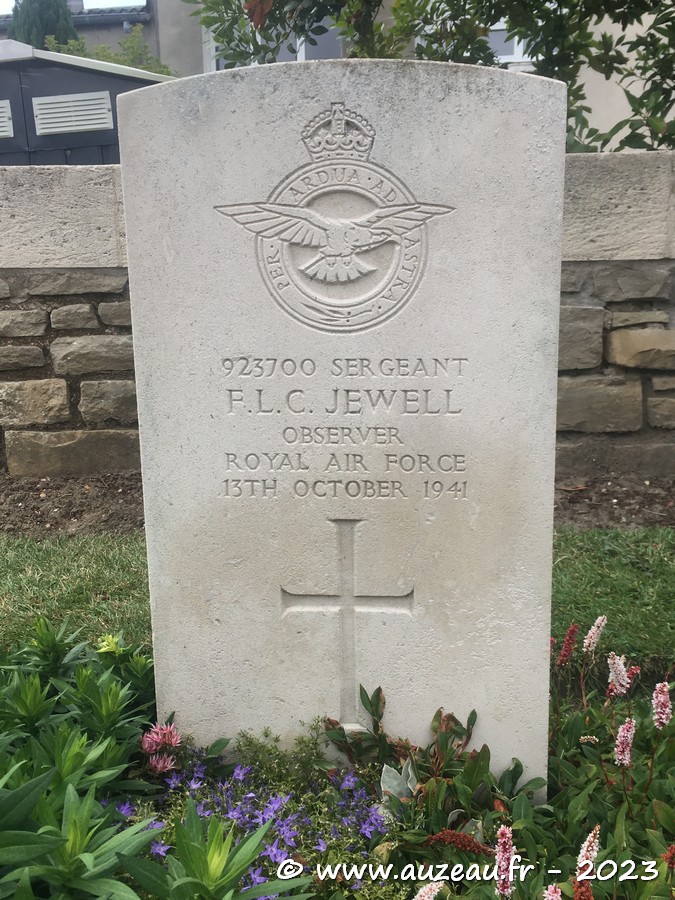 PER · ARDUA · AD ASTRA
923700 SERGEANT
F.L.C. JEWELL
OBSERVER
ROYAL AIR FORCE
13TH OCTOBER 1941
© www.auzeau.fr - 2023